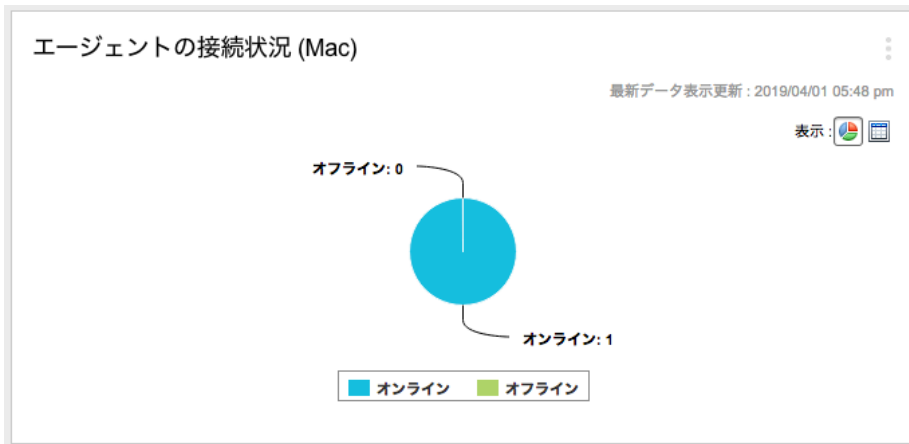 エージェントの接続状況 (Mac)
最新データ表示更新 : 2019/04/01 05:48 pm
表示 :
オフライン: 0
オンライン: 1
オンライン オフライン